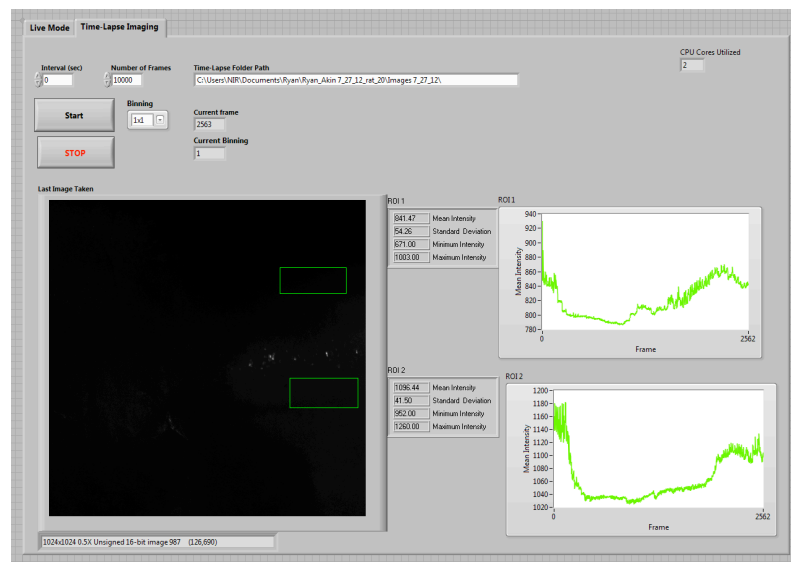 Live Mode Time-Lapse Imaging
CPU Cores Utilized
2
Interval (sec) Number of Frames Time-Lapse Folder Path
0 10000 C:\Users\NIR\Documents\Ryan\Ryan_Akin 7_27_12_rat_20\Images 7_27_12\
Start
Binning
1x1
Current frame
2563
STOP
Current Binning
1
Last Image Taken
ROI 1
841.47 Mean Intensity
54.26 Standard Deviation
671.00 Minimum Intensity
1003.00 Maximum Intensity
ROI 1
Mean Intensity
940
920
900
880
860
840
820
800
780
0 2562
Frame
ROI 2
1096.44 Mean Intensity
41.50 Standard Deviation
952.00 Minimum Intensity
1260.00 Maximum Intensity
ROI 2
Mean Intensity
1200
1180
1160
1140
1120
1100
1080
1060
1040
1020
0 2562
Frame
1024x1024 0.5X Unsigned 16-bit image 987 (126,690)